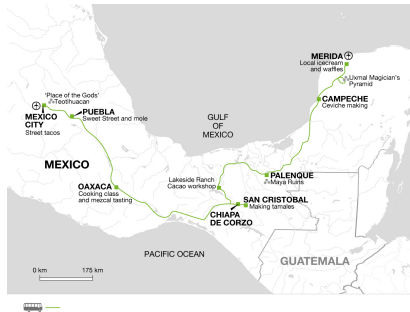 MERIDA
Local icecream
and waffles
Uxmal Magician's
Pyramid
CAMPECHE
Ceviche making
'Place of the Gods'
Teotihuacan
MEXICO
CITY
Street tacos
PUEBLA
Sweet Street and mole
GULF
OF
MEXICO
MEXICO
OAXACA
Cooking class
and mezcal tasting
Lakeside Ranch
Cacao workshop
PALENQUE
Maya Ruins
SAN CRISTOBAL
Making tamales
CHIAPA
DE CORZO
PACIFIC OCEAN
GUATEMALA
0 km 175 km